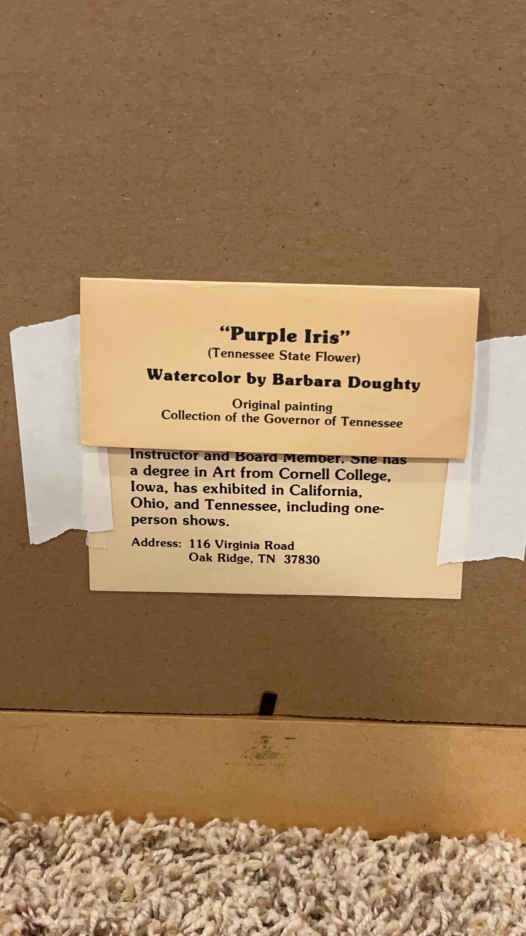 “Purple Iris”
(Tennessee State Flower)
Watercolor by Barbara Doughty
Original painting
Collection of the Governor of Tennessee
Instructor and Board Member. She has
a degree in Art from Cornell College,
Iowa, has exhibited in California,
Ohio, and Tennessee, including one-
person shows.
Address: 116 Virginia Road
Oak Ridge, TN 37830